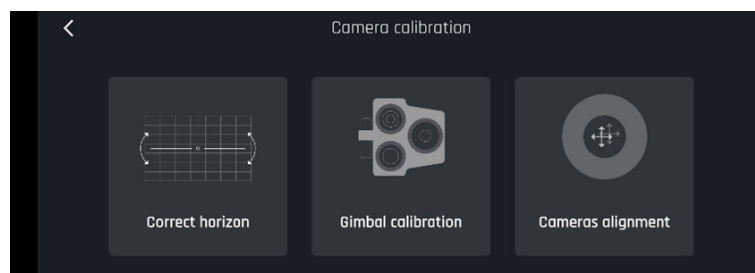 Camera calibration
Correct horizon
Gimbal calibration
Cameras alignment